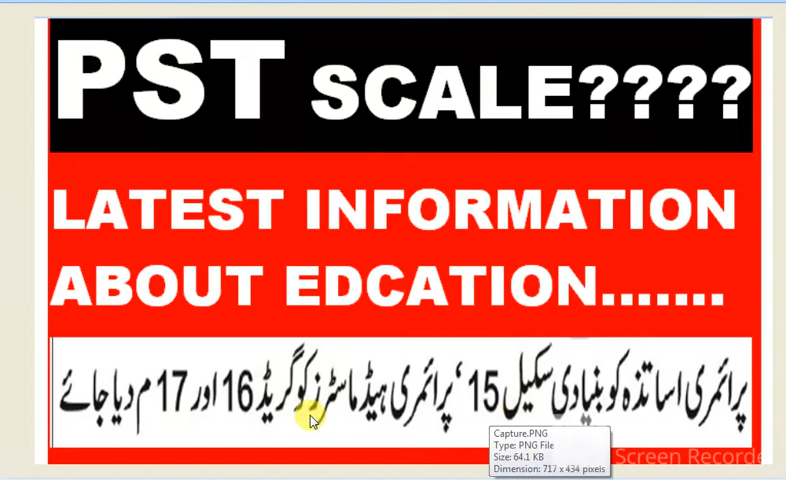 PST SCALE????
LATEST INFORMATION
ABOUT EDCATION.......
پرائمری اساتذہ کو بنیادی سکیل 15 ‘ پرائمری ہیڈ ماسٹرز کو گریڈ 16 اور 17 م دیا جائے
Capture.PNG
Type: PNG File
Size: 64.1 KB
Dimension: 717 x 434 pixels
Screen Recorde